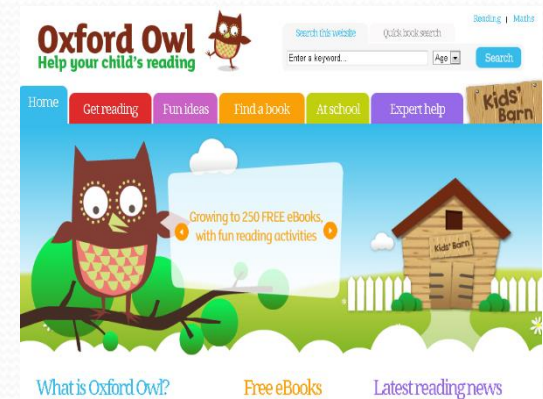 Reading | Maths
Oxford Owl
Help your child's reading
Search this website Quick book search
Enter a keyword... Age Search
Home Get reading Fun ideas Find a book At school Expert help Kids' Barn
Growing to 250 FREE eBooks,
with fun reading activities
Kids' Barn
What is Oxford Owl? Free eBooks Latest reading news